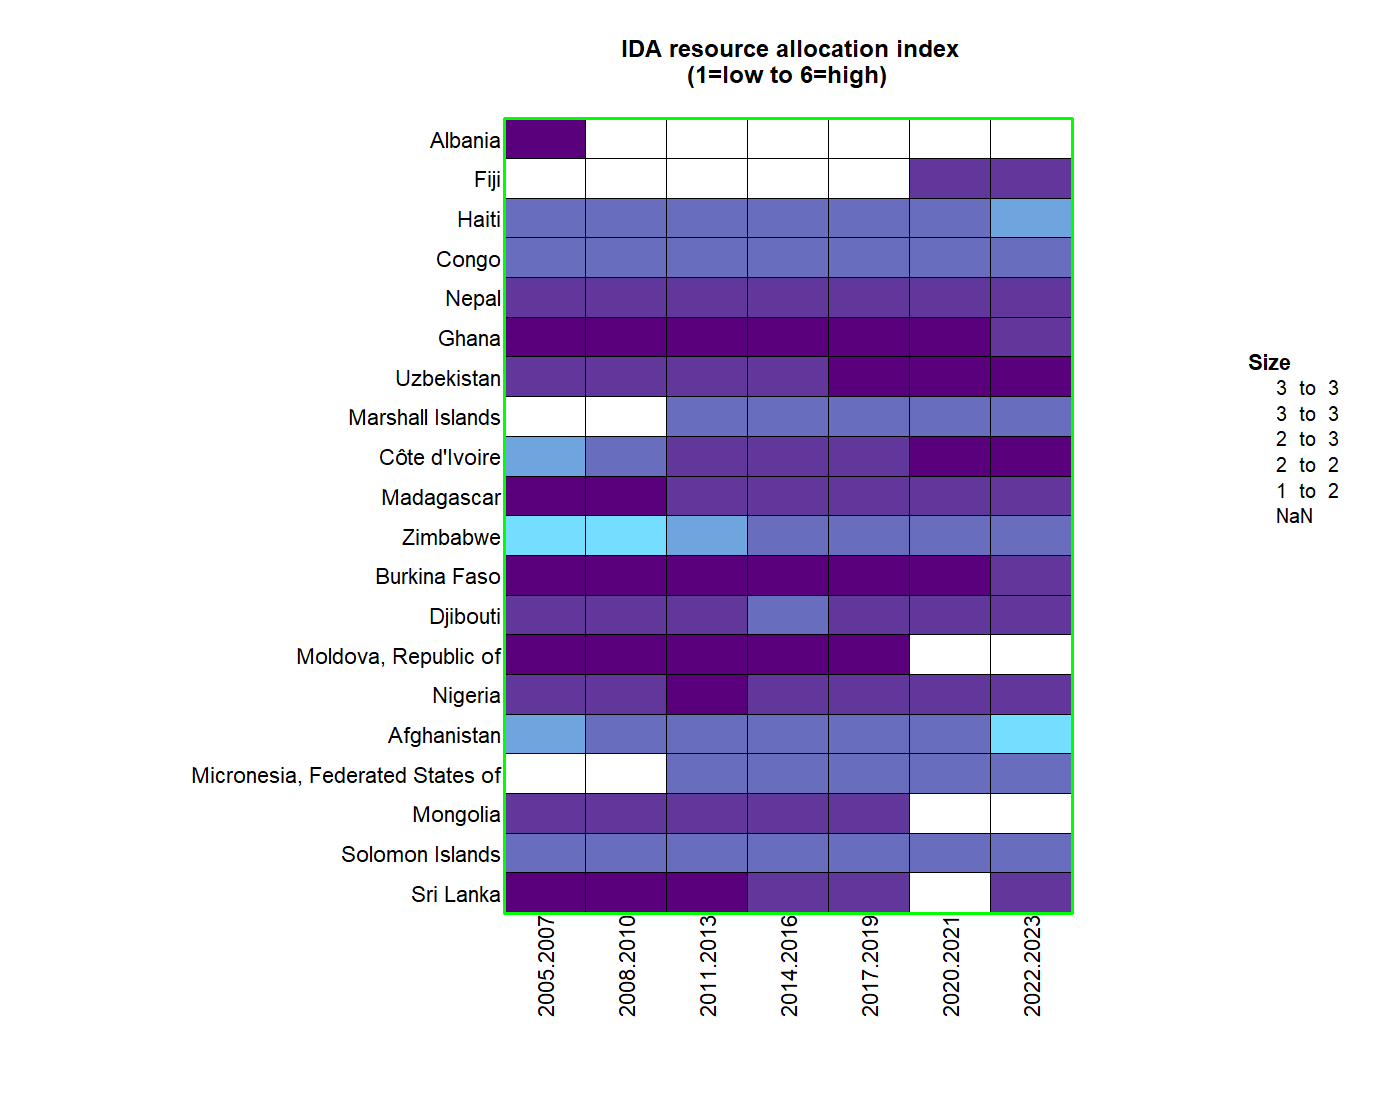 IDA resource allocation index
(1=low to 6=high)
Albania
Fiji
Haiti
Congo
Nepal
Ghana
Uzbekistan
Marshall Islands
Côte d'Ivoire
Madagascar
Zimbabwe
Burkina Faso
Djibouti
Moldova, Republic of
Nigeria
Afghanistan
Micronesia, Federated States of
Mongolia
Solomon Islands
Sri Lanka
2005.2007
2008.2010
2011.2013
2014.2016
2017.2019
2020.2021
2022.2023
Size
3 to 3
3 to 3
2 to 3
2 to 2
1 to 2
NaN